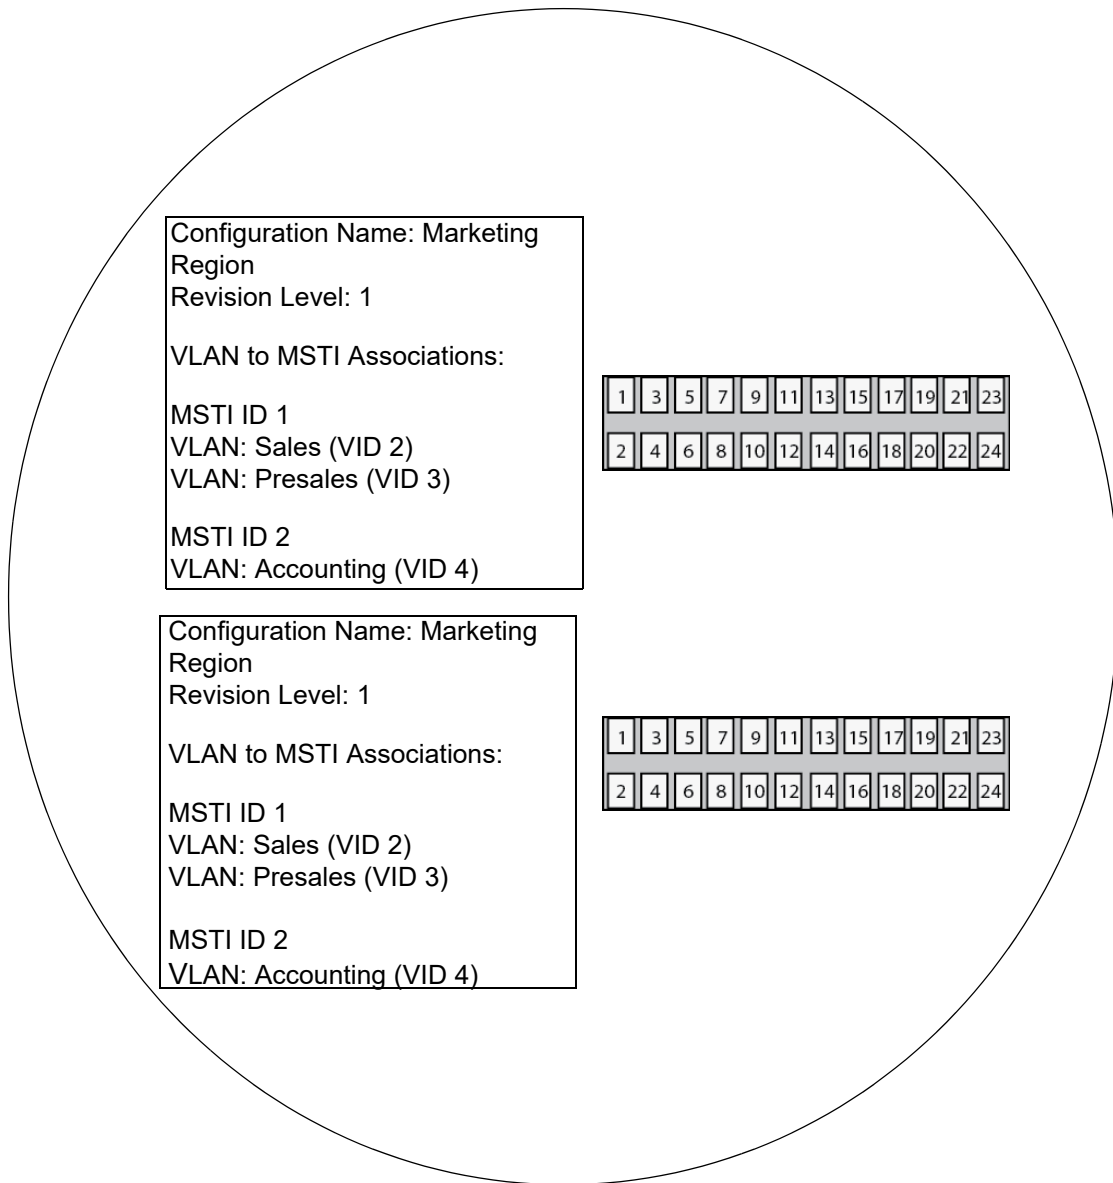 Configuration Name: Marketing
Region
Revision Level: 1
VLAN to MSTI Associations:
MSTI ID 1
VLAN: Sales (VID 2)
VLAN: Presales (VID 3)
MSTI ID 2
VLAN: Accounting (VID 4)
1 3 5 7 9 11 13 15 17 19 21 23
2 4 6 8 10 12 14 16 18 20 22 24
Configuration Name: Marketing
Region
Revision Level: 1
VLAN to MSTI Associations:
MSTI ID 1
VLAN: Sales (VID 2)
VLAN: Presales (VID 3)
MSTI ID 2
VLAN: Accounting (VID 4)
1 3 5 7 9 11 13 15 17 19 21 23
2 4 6 8 10 12 14 16 18 20 22 24